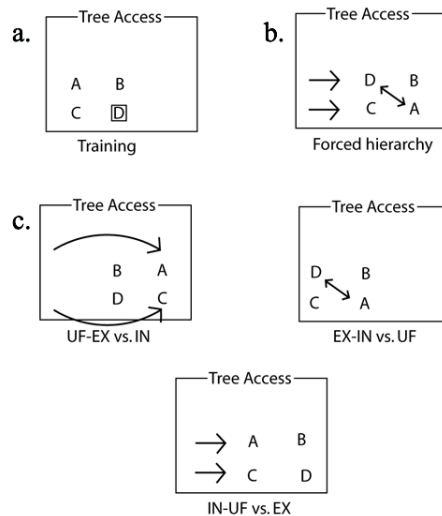 a.
Tree Access
A B
C D
Training
b.
Tree Access
D B
C A
Forced hierarchy
c.
Tree Access
B A
D C
UF-EX vs. IN
Tree Access
D B
C A
EX-IN vs. UF
Tree Access
A B
C D
IN-UF vs. EX